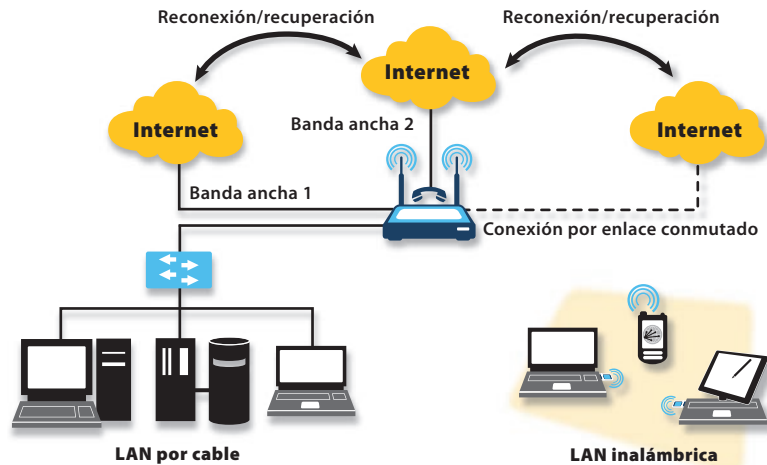 Reconexión/recuperación
Reconexión/recuperación
Internet
Internet
Internet
Banda ancha 2
Banda ancha 1
Conexión por enlace conmutado
LAN por cable
LAN inalámbrica